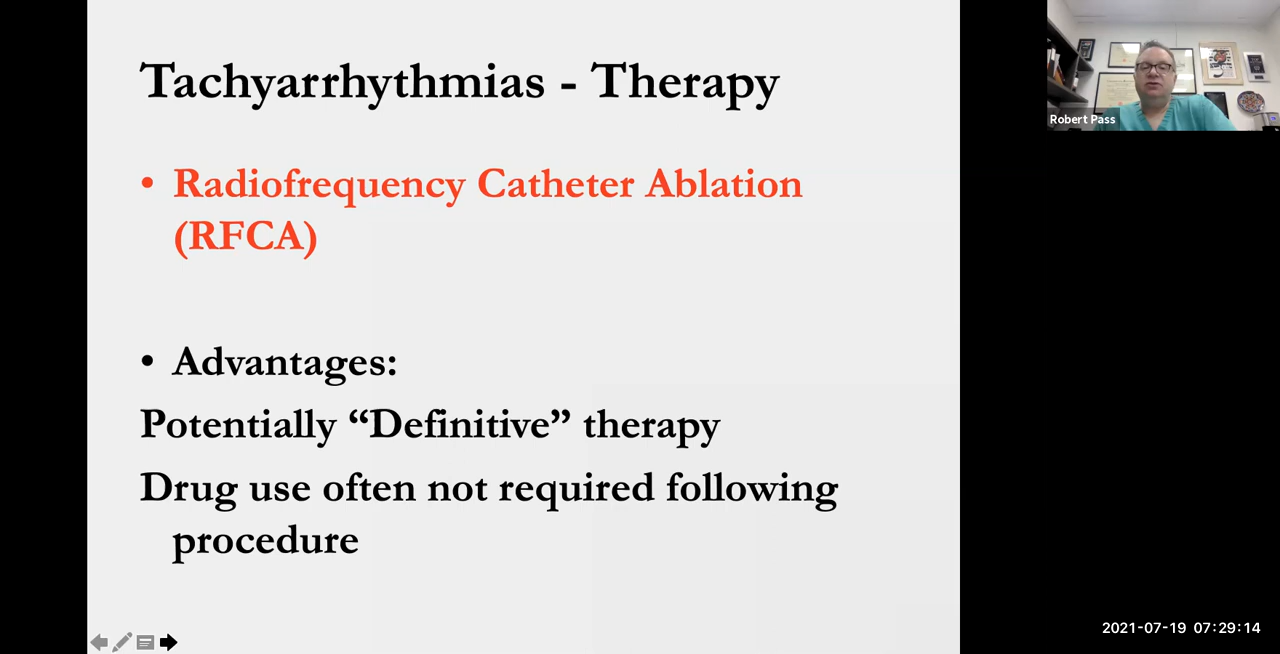 Tachyarrhythmias - Therapy
• Radiofrequency Catheter Ablation
(RFCA)
• Advantages:
Potentially “Definitive” therapy
Drug use often not required following
procedure
Robert Pass
2021-07-19 07:29:14